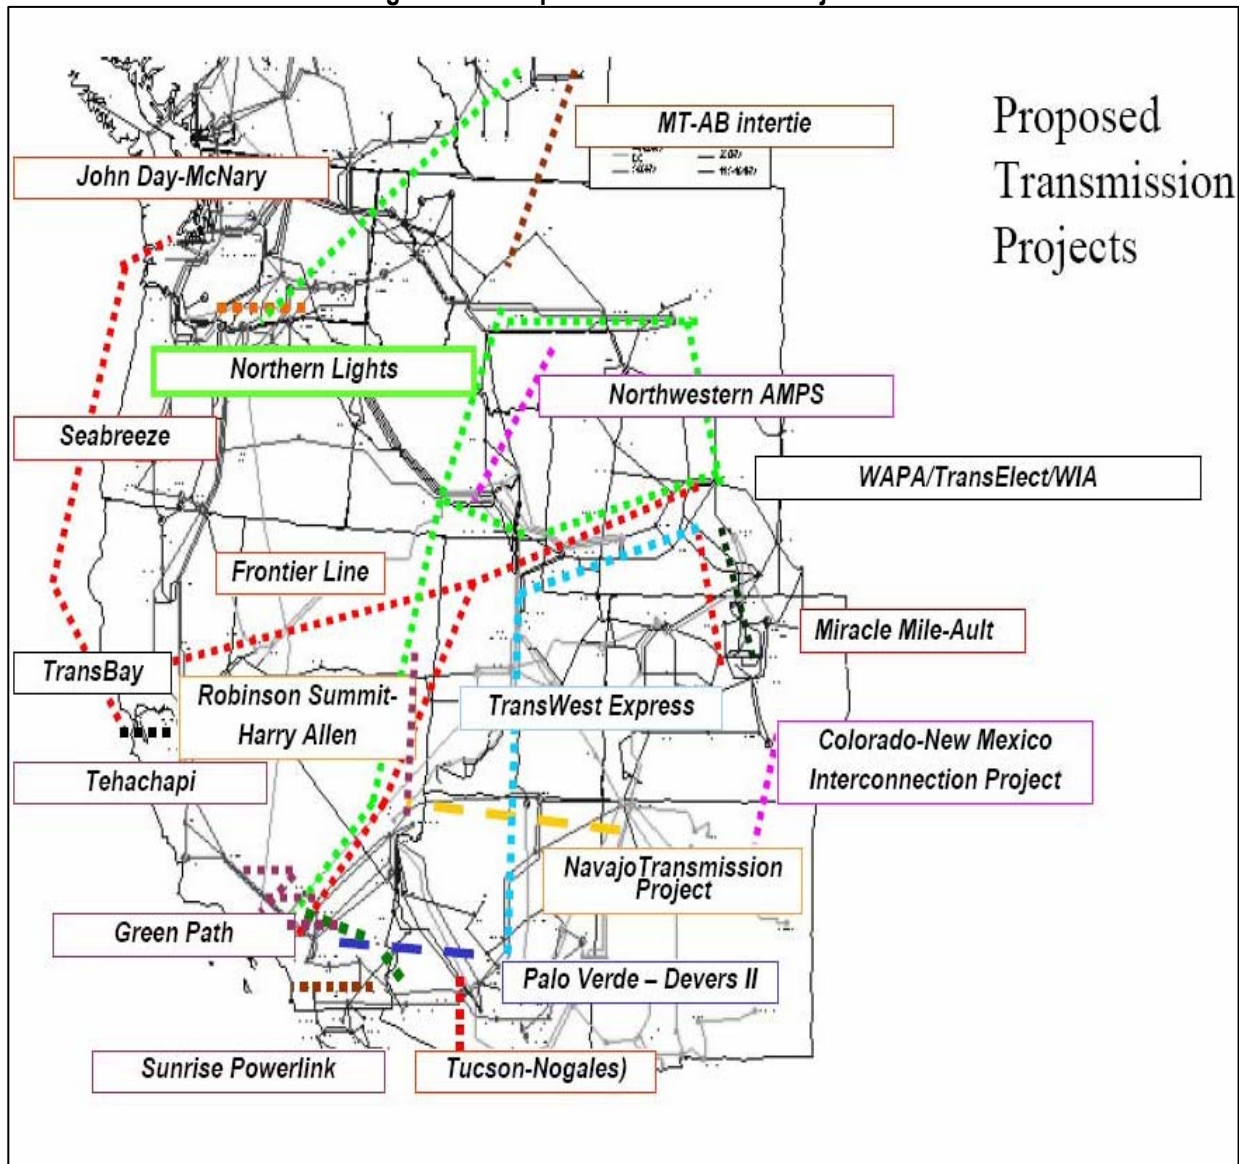 Proposed
Transmission
Projects
MT-AB intertie
John Day-McNary
Northern Lights
Northwestern AMPS
Seabreeze
WAPA/TransElect/WIA
Frontier Line
Miracle Mile-Ault
TransBay
Robinson Summit-
Harry Allen
TransWest Express
Colorado-New Mexico
Interconnection Project
Tehachapi
NavajoTransmission
Project
Green Path
Palo Verde – Devers II
Sunrise Powerlink
Tucson-Nogales)